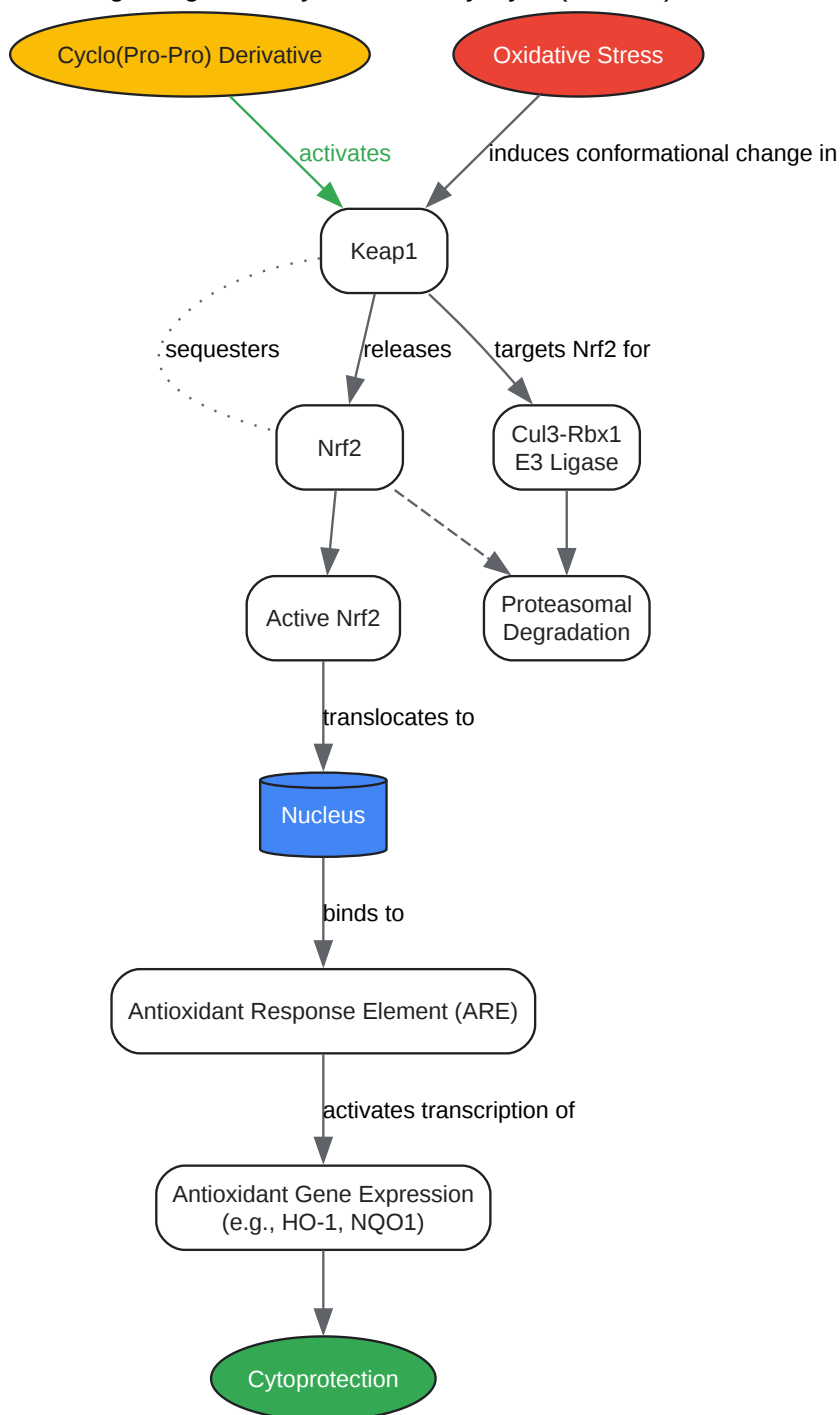 Cyclo(Pro-Pro) Derivative
Oxidative Stress
activates
induces conformational change in
Keap1
sequesters
releases
targets Nrf2 for
Nrf2
Cul3-Rbx1
E3 Ligase
Active Nrf2
Proteasomal
Degradation
translocates to
Nucleus
binds to
Antioxidant Response Element (ARE)
activates transcription of
Antioxidant Gene Expression
(e.g., HO-1, NQO1)
Cytoprotection